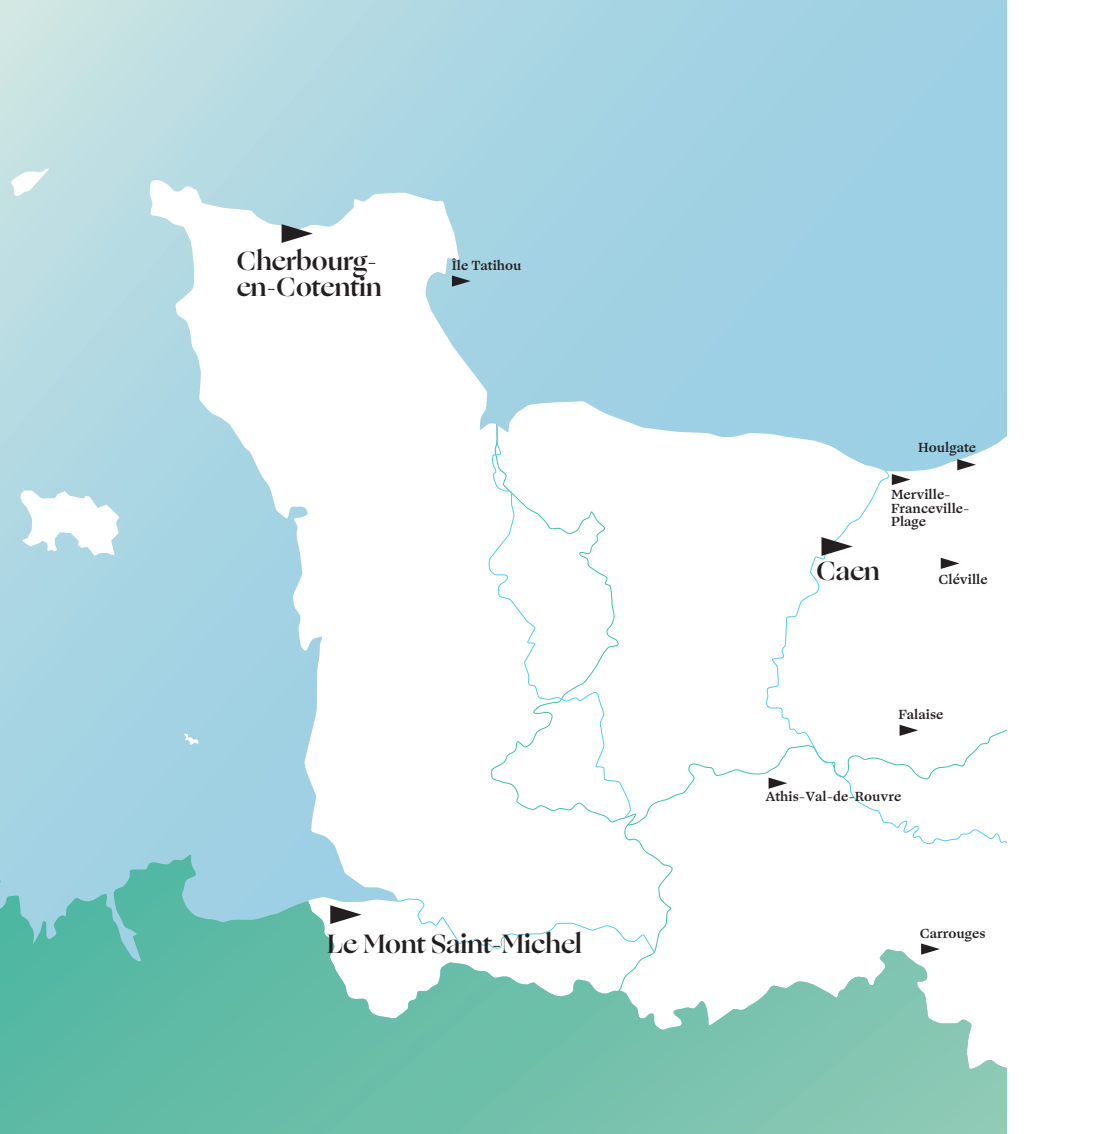 Cherbourg-
en-Cotentin
Île Tatihou
Houlgate
Merville-
Franceville-
Plage
Caen
Cléville
Falaise
Athis-Val-de-Rouvre
Carrouges
Le Mont Saint-Michel